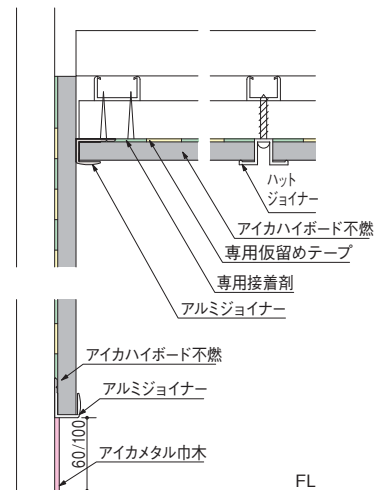 ハット
ジョイナー
アイカハイボード不燃
専用仮留めテープ
専用接着剤
アルミジョイナー
アイカハイボード不燃
アルミジョイナー
60/100
アイカメタル巾木
FL